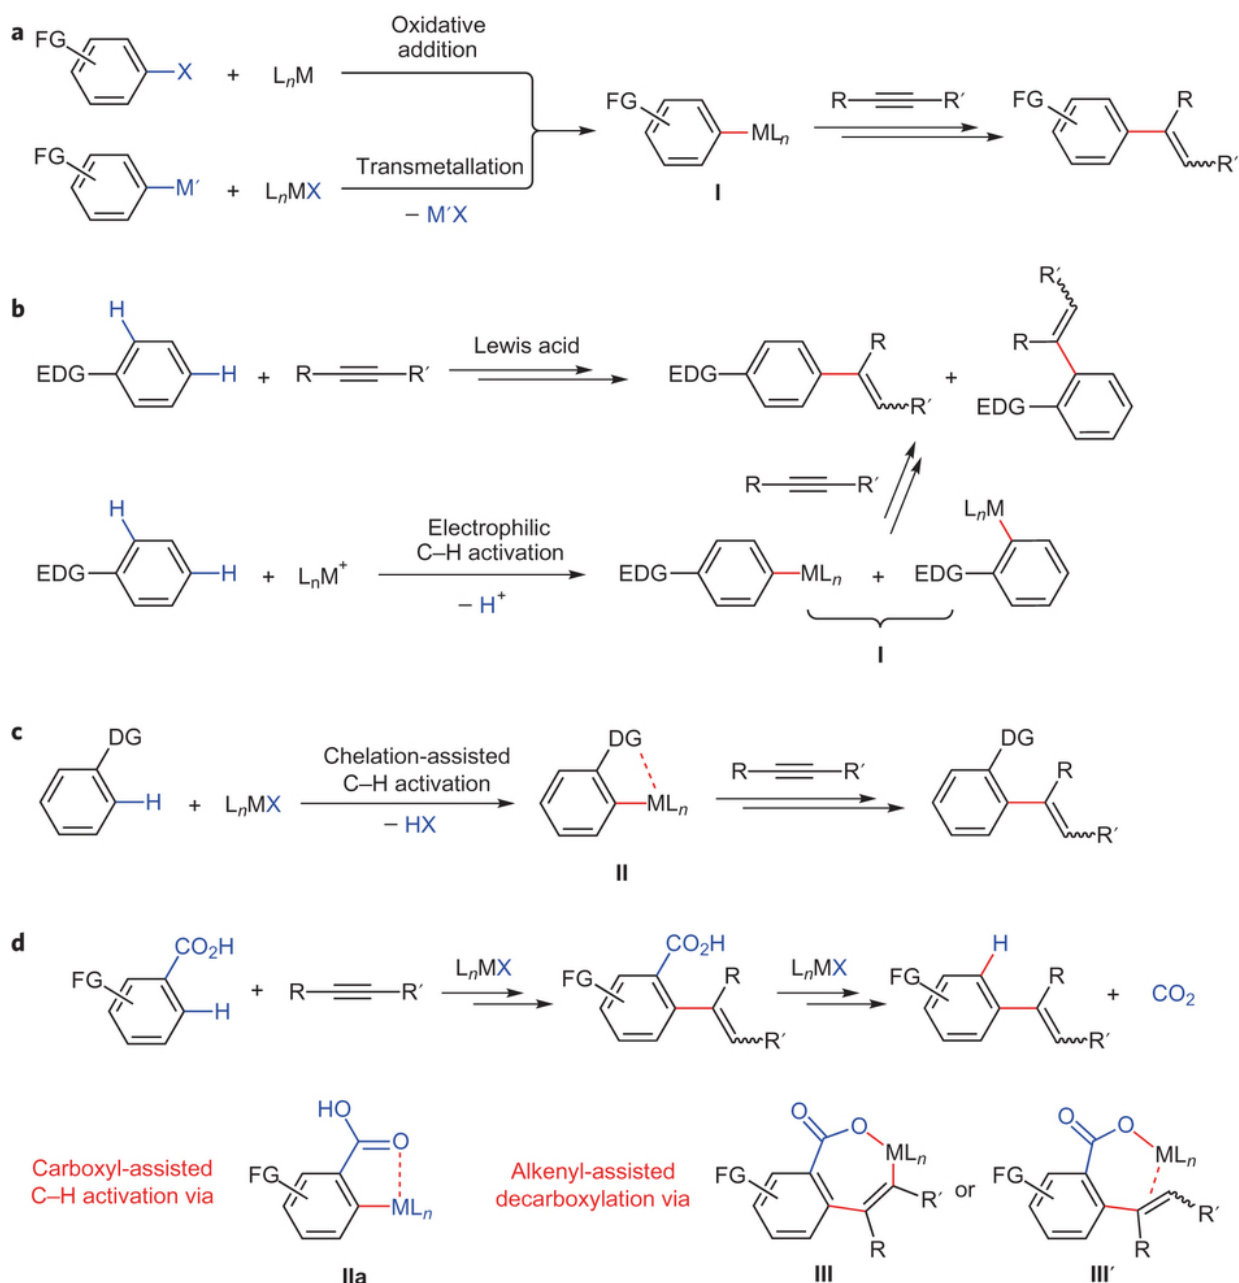 a
FG
X
+
LnM
Oxidative
addition
FG
M′
+
LnMX
Transmetallation
– M′X
FG
MLn
I
R
R′
FG
R
R′
b
H
EDG
H
+
R
R′
Lewis acid
EDG
R
R′
+
R′
R
EDG
R
R′
H
EDG
H
+
LnM+
Electrophilic
C–H activation
– H+
EDG
MLn
+
LnM
EDG
I
c
DG
H
+
LnMX
Chelation-assisted
C–H activation
– HX
DG
MLn
II
R
R′
DG
R
R′
d
CO2H
FG
H
+
R
R′
LnMX
CO2H
FG
R
R′
LnMX
H
FG
R
R′
+
CO2
Carboxyl-assisted
C–H activation via
HO
O
FG
MLn
IIa
Alkenyl-assisted
decarboxylation via
O
O
MLn
FG
R′
R
III
or
O
O
MLn
FG
R′
R
III′